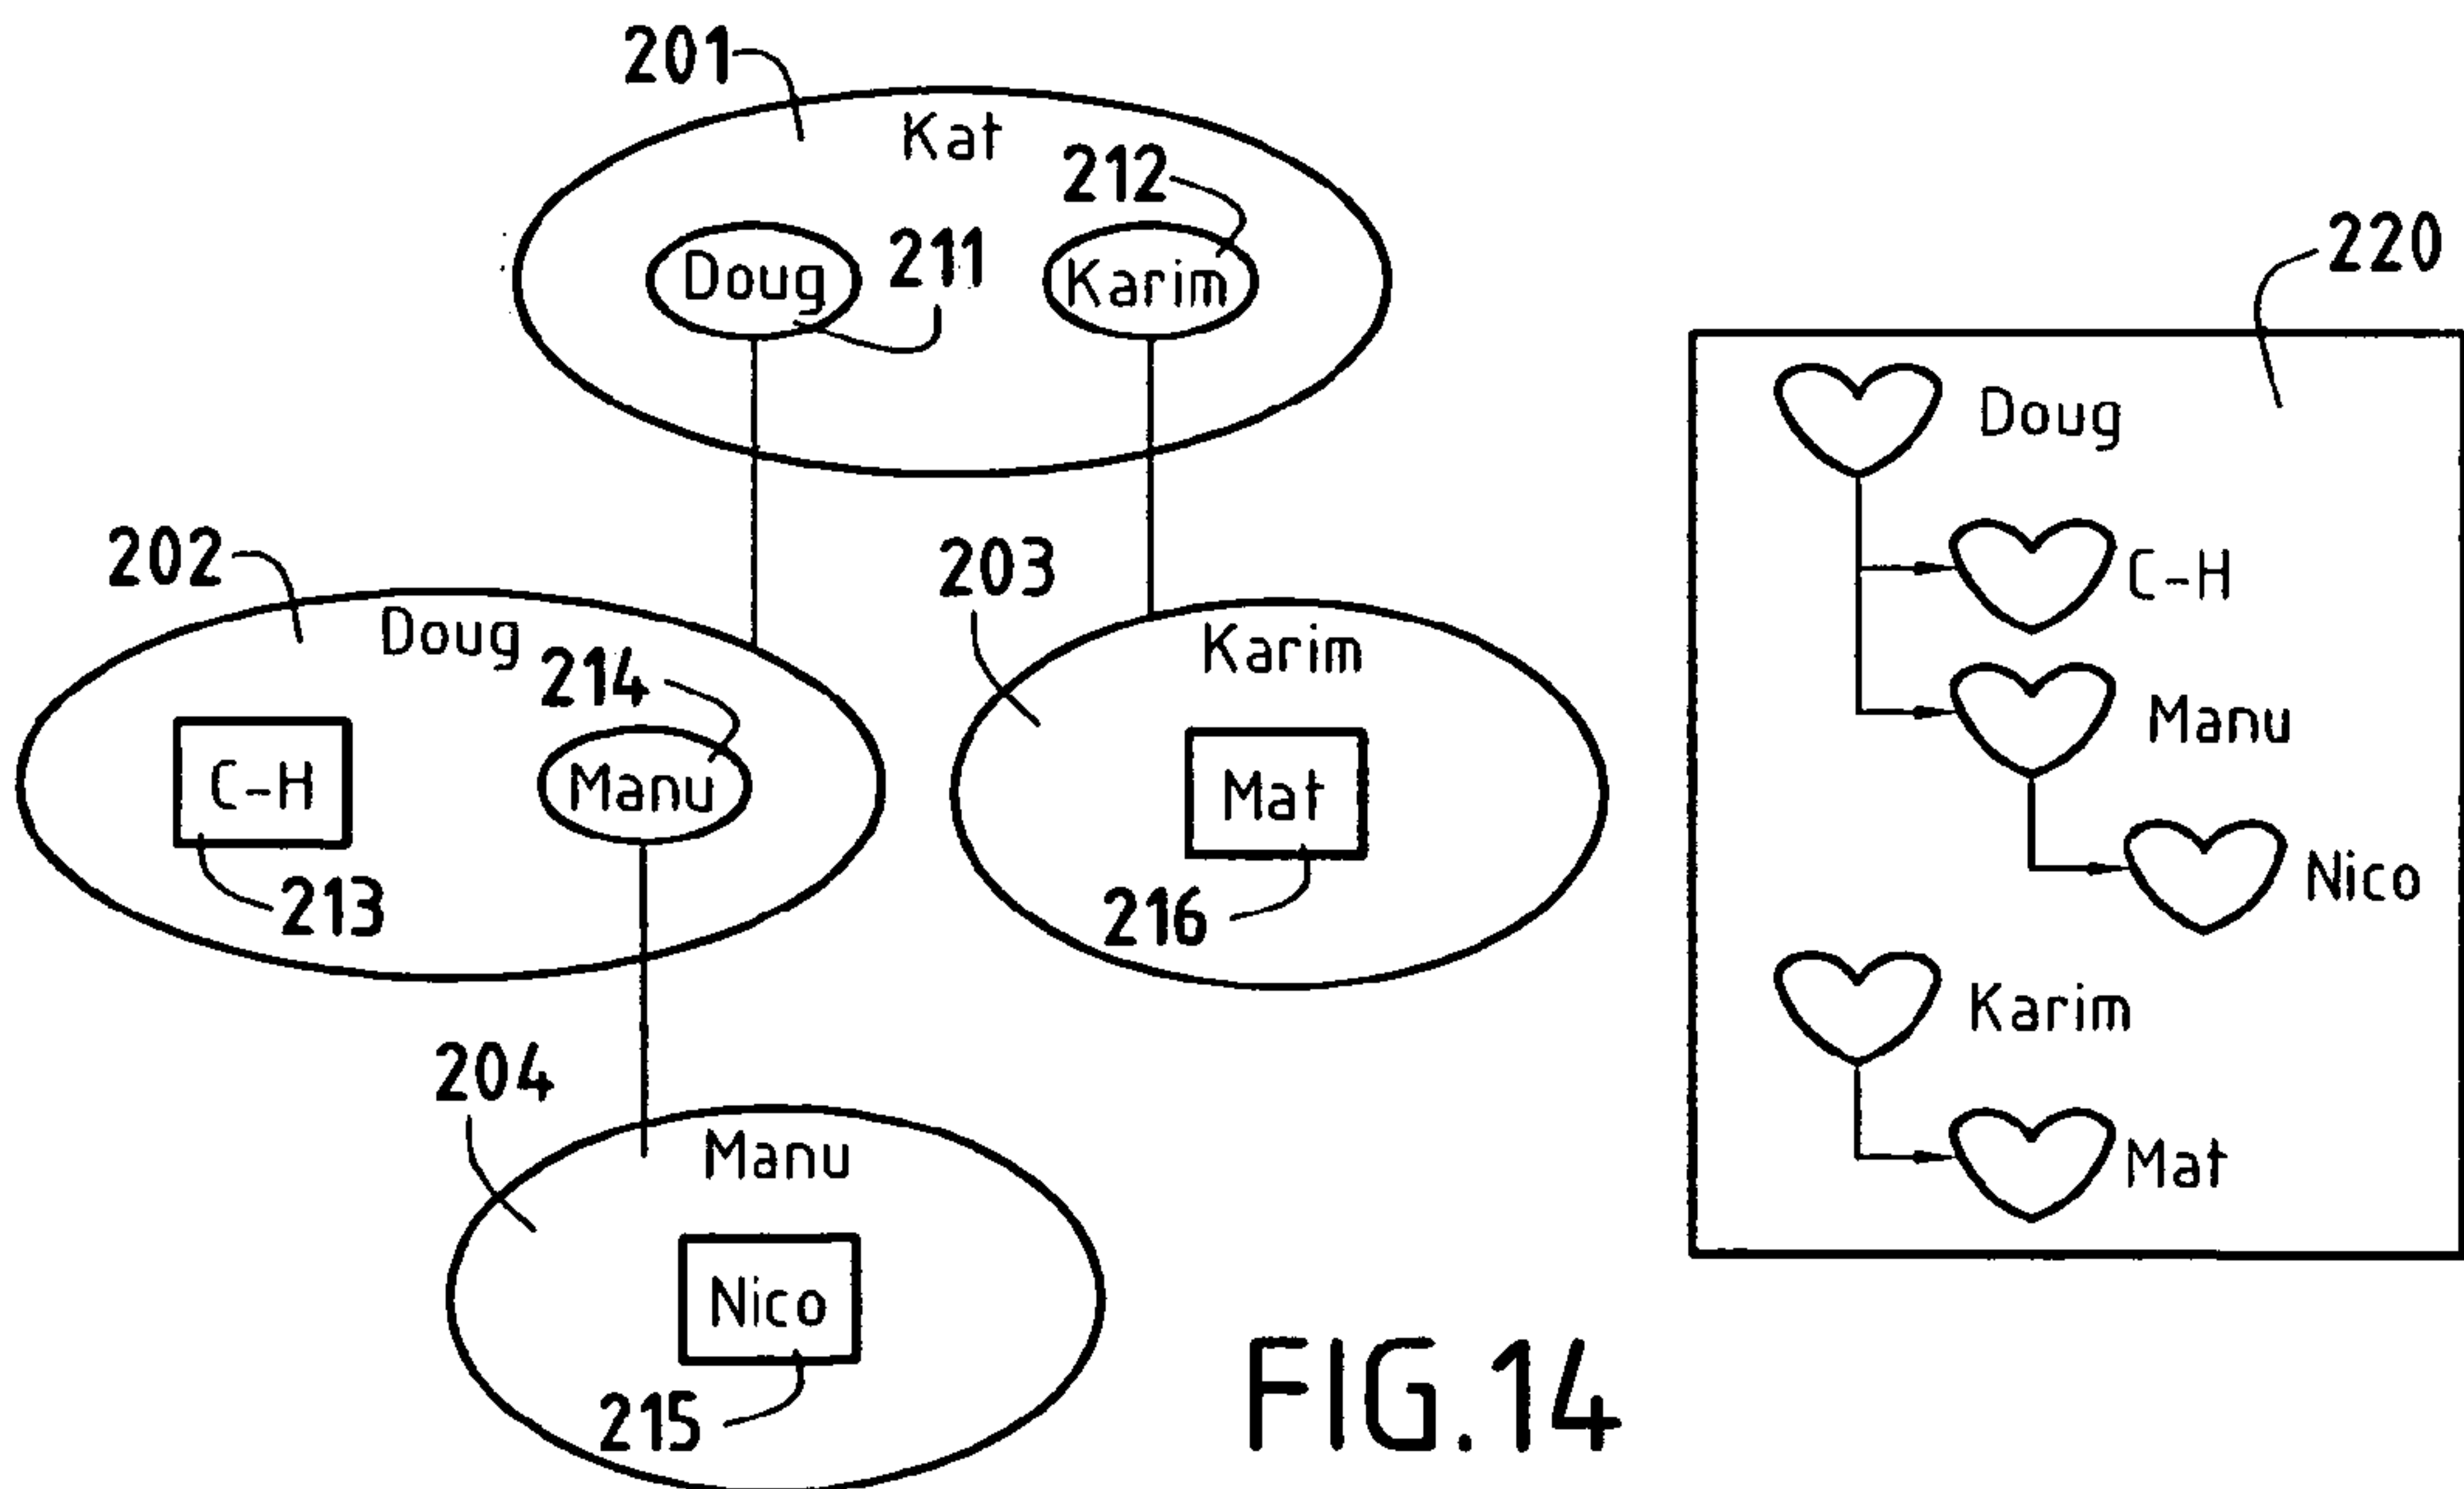 201
Kat
212
Doug
211
Karim
220
Doug
C-H
Manu
Nico
Karim
Mat
202
Doug
214
C-H
Manu
213
203
Karim
Mat
216
204
Manu
Nico
215
FIG.14